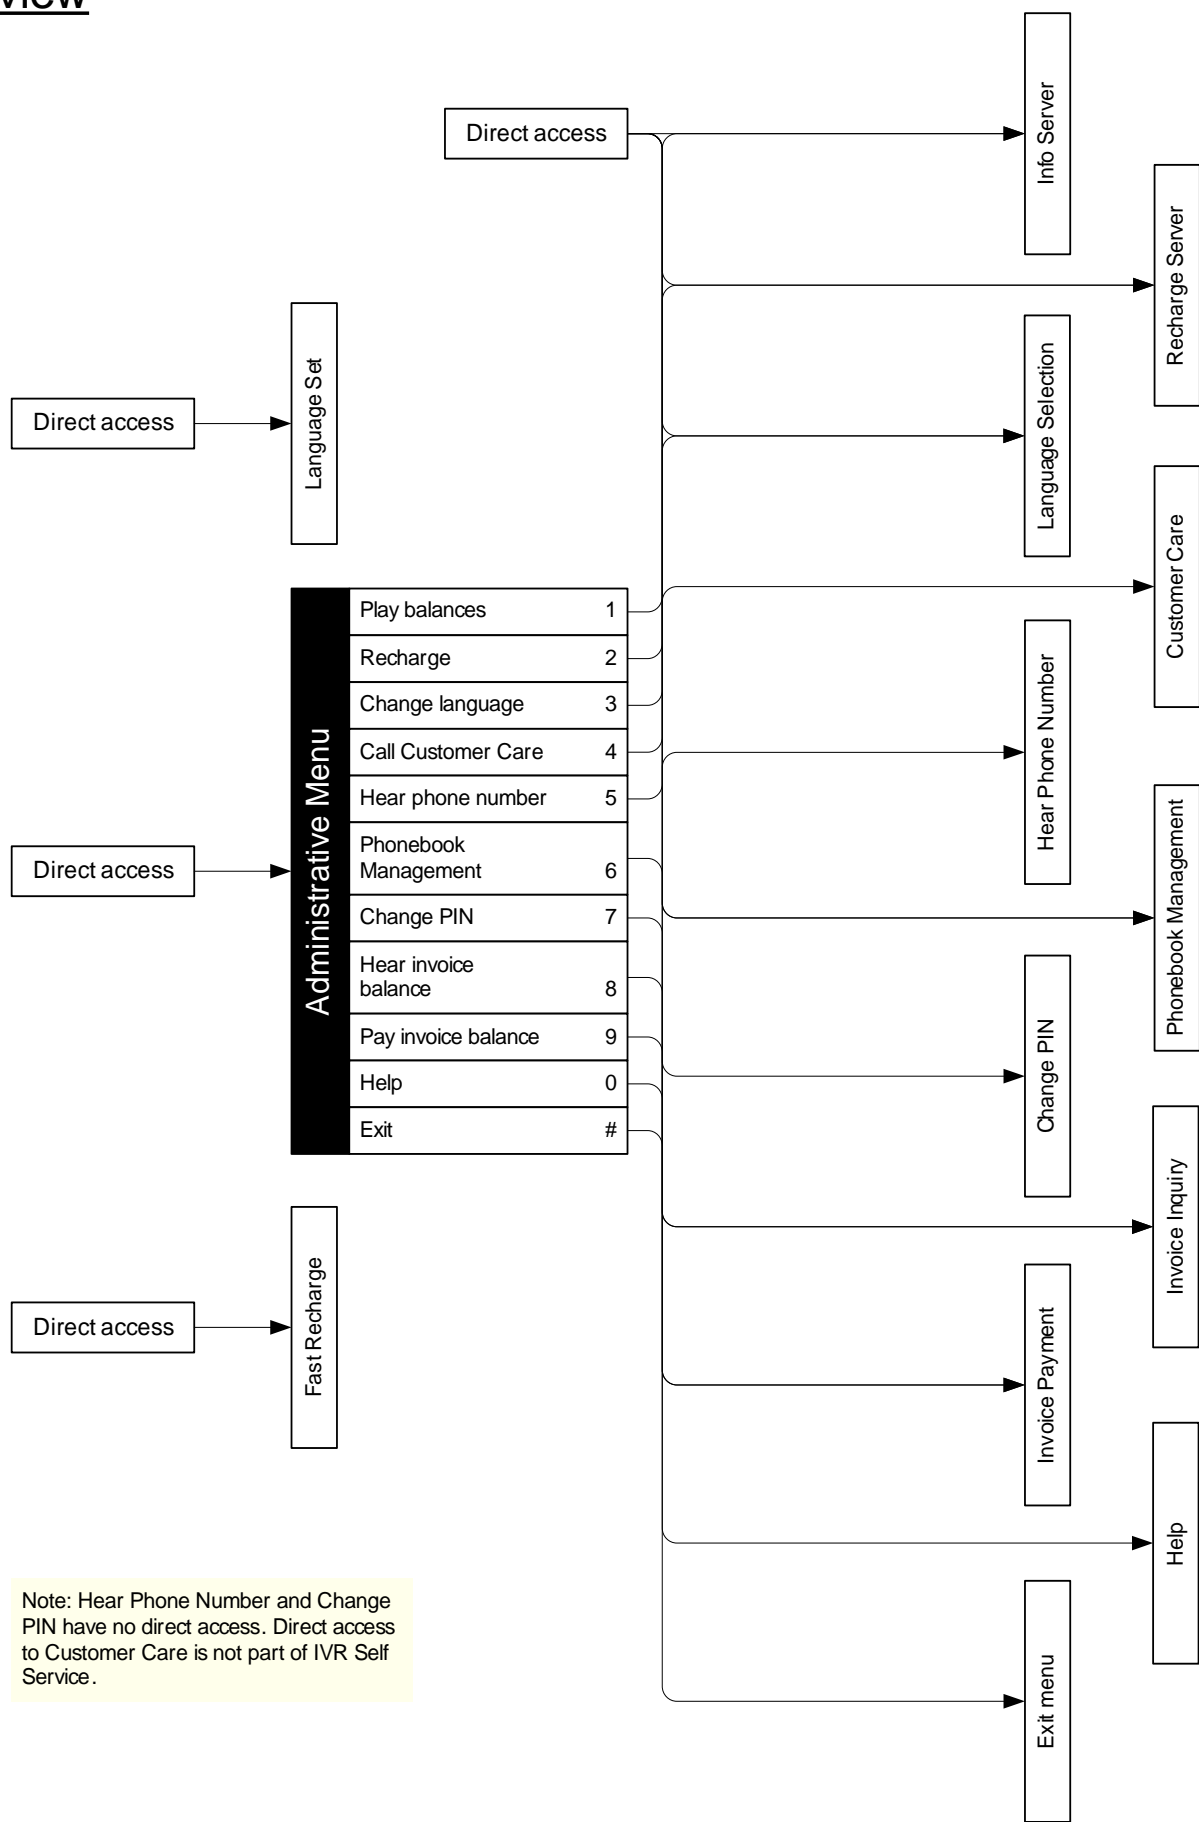 view
Direct access
Info Server
Recharge Server
Direct access
Language Set
Language Selection
Customer Care
Administrative Menu
Play balances 1
Recharge 2
Change language 3
Call Customer Care 4
Hear phone number 5
Phonebook
Management 6
Change PIN 7
Hear invoice
balance 8
Pay invoice balance 9
Help 0
Exit #
Direct access
Hear Phone Number
Phonebook Management
Change PIN
Invoice Inquiry
Direct access
Fast Recharge
Invoice Payment
Help
Exit menu
Note: Hear Phone Number and Change
PIN have no direct access. Direct access
to Customer Care is not part of IVR Self
Service.